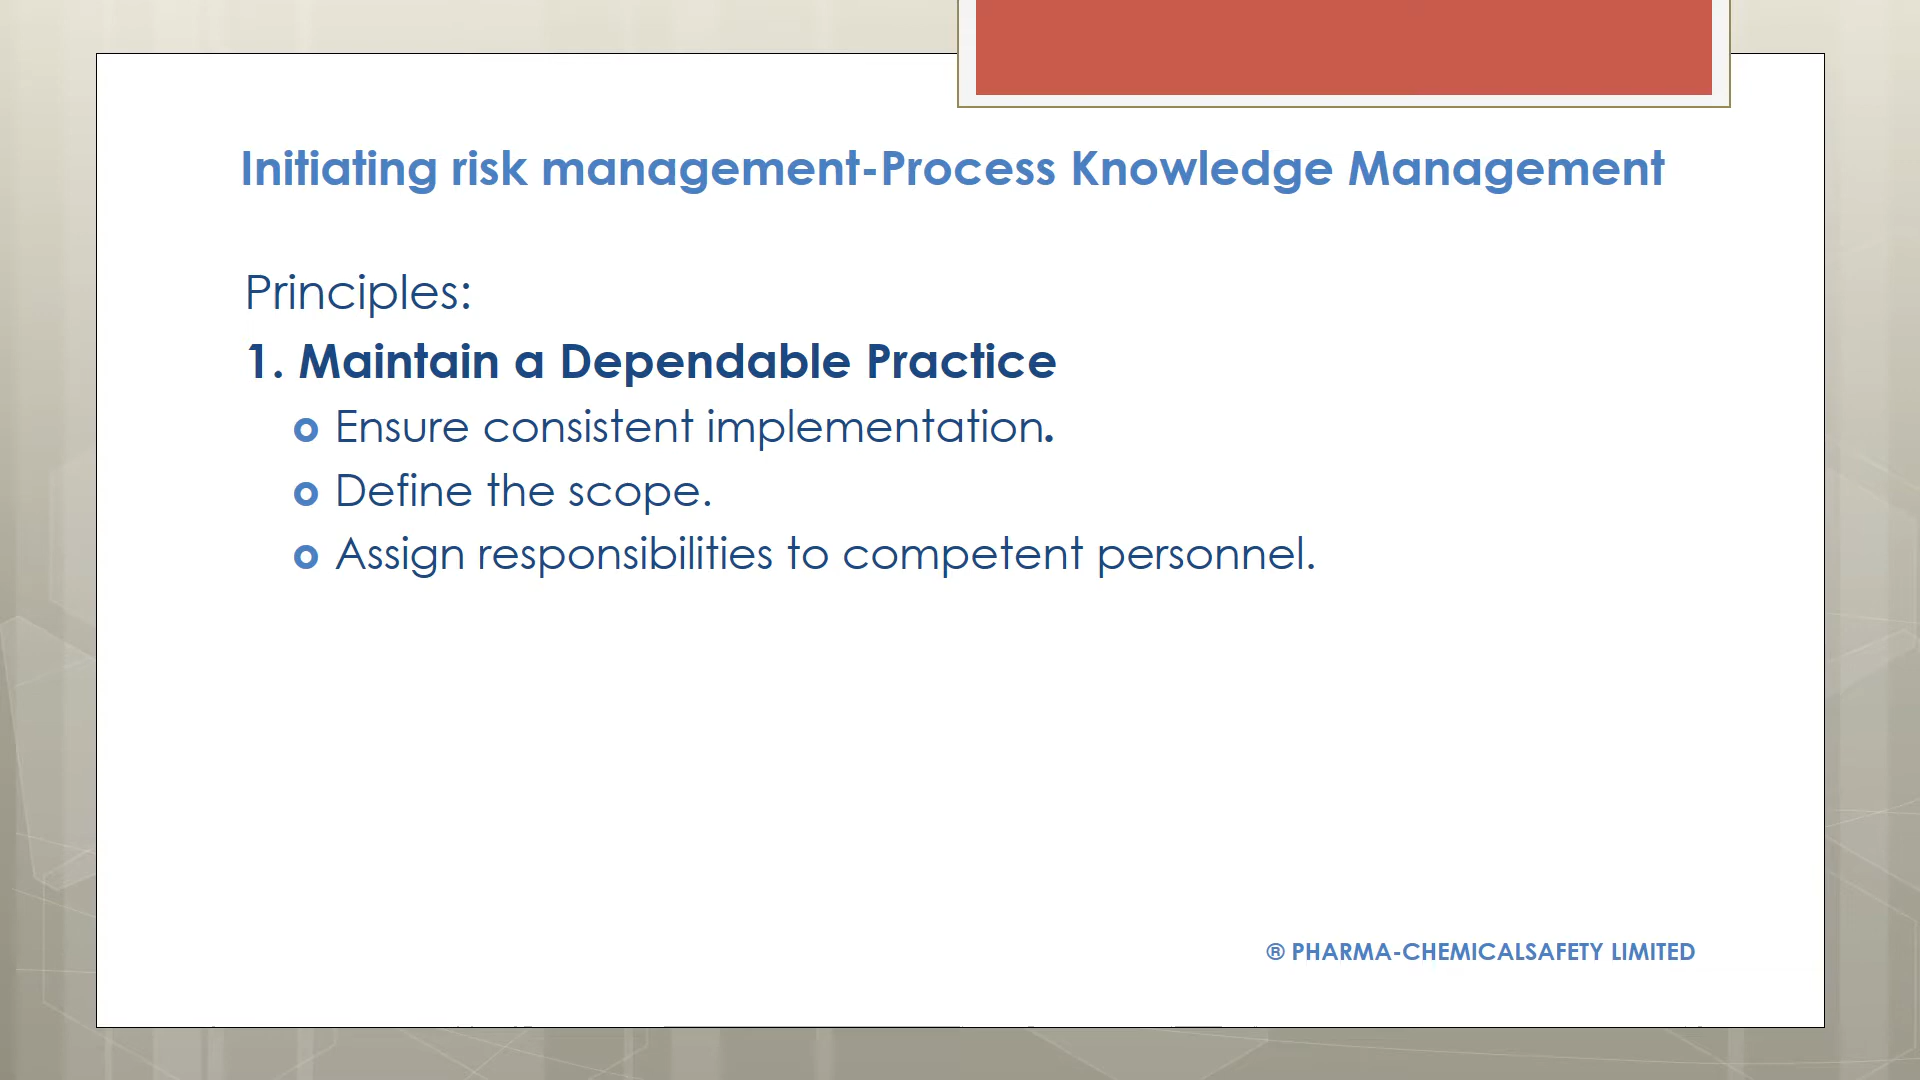 Initiating risk management-Process Knowledge Management
Principles:
1. Maintain a Dependable Practice
Ensure consistent implementation.
Define the scope.
Assign responsibilities to competent personnel.
® PHARMA-CHEMICALSAFETY LIMITED